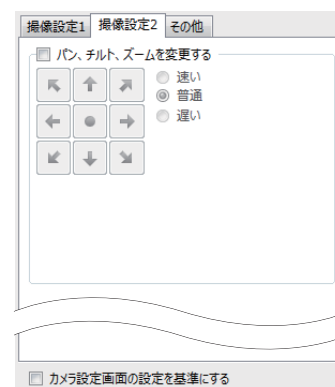 撮像設定1 撮像設定2 その他
パン、チルト、ズームを変更する
速い
普通
遅い
カメラ設定画面の設定を基準にする